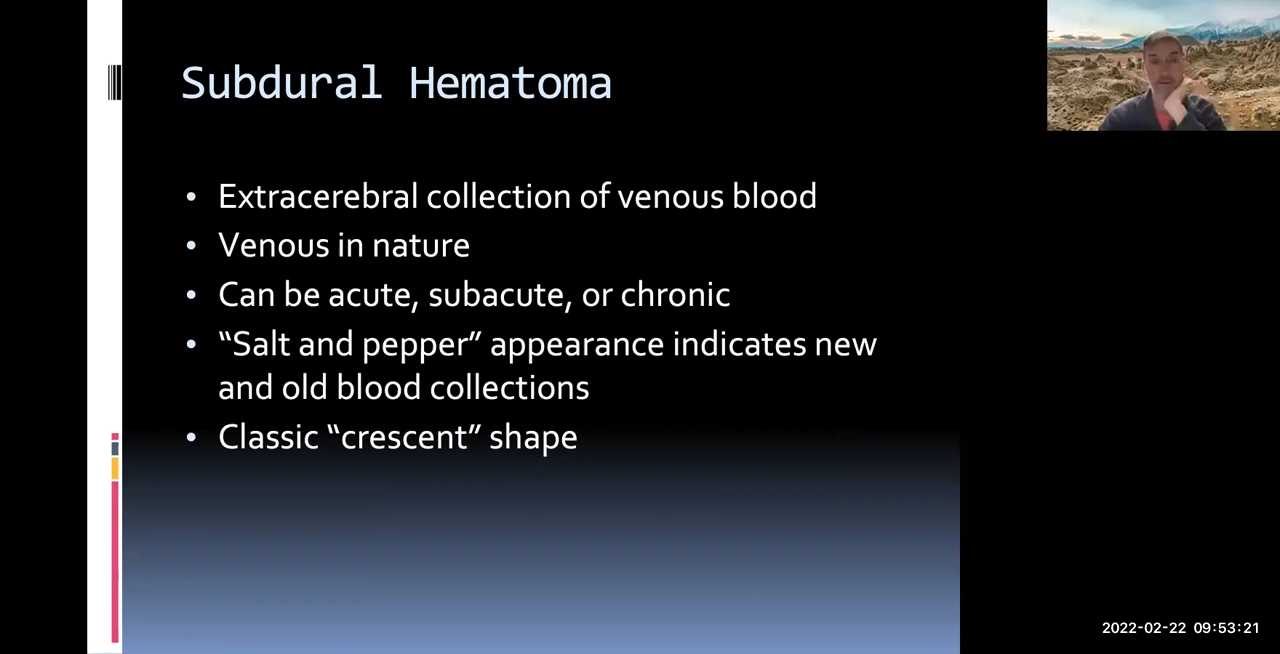 Subdural Hematoma
• Extracerebral collection of venous blood
• Venous in nature
• Can be acute, subacute, or chronic
• “Salt and pepper” appearance indicates new
and old blood collections
• Classic “crescent” shape
2022-02-22 09:53:21